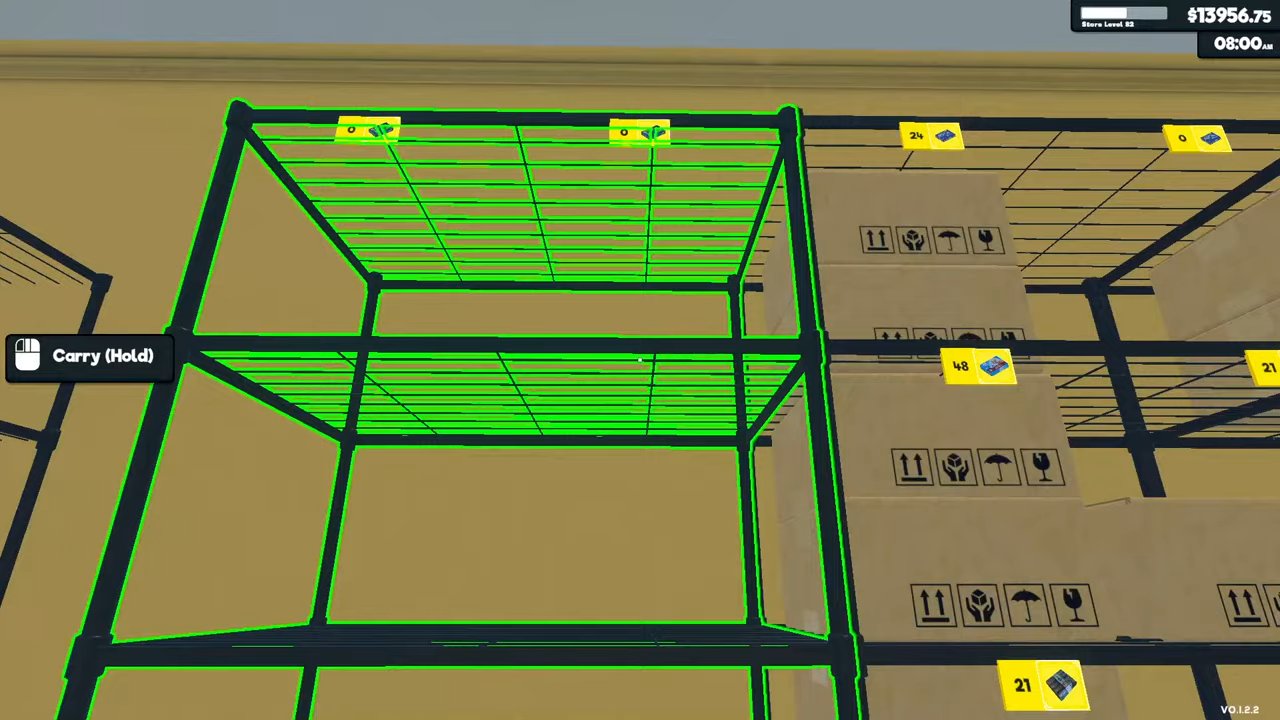 $13956.75
Store Level 82
08:00AM
0
0
24
0
Carry (Hold)
48
21
21
V0.1.2.2